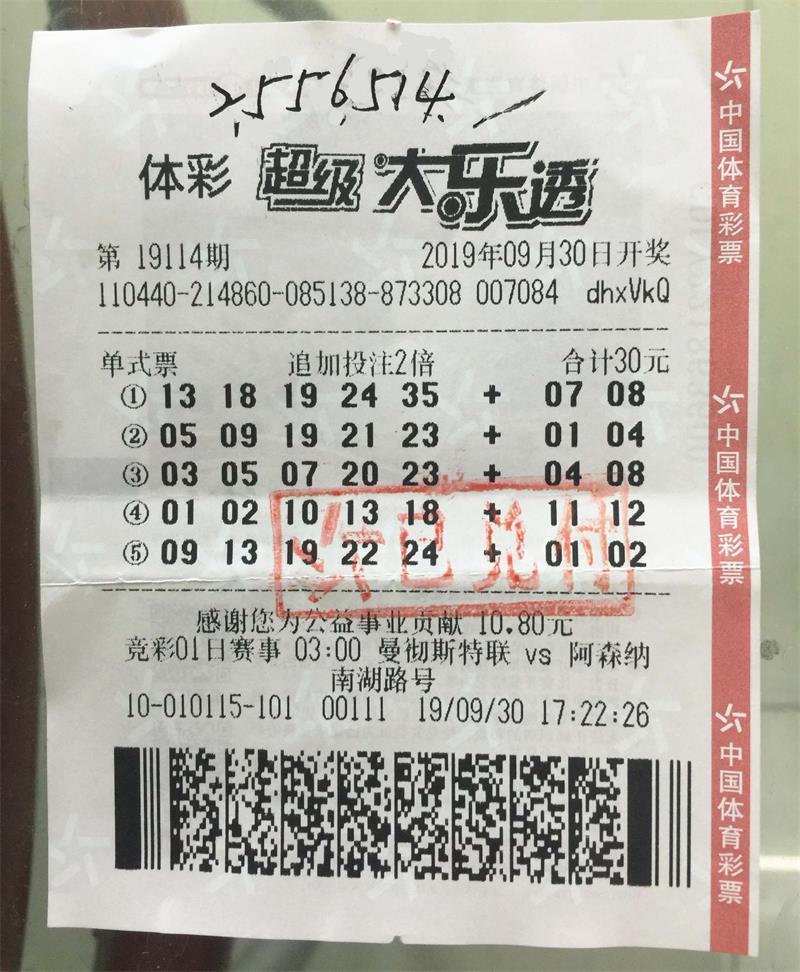 2,556,514.
体彩 超级大乐透
第 19114期 2019年09月30日开奖
110440-214860-085138-873308 007084 dhxVkQ
单式票 追加投注2倍 合计30元
① 13 18 19 24 35 + 07 08
② 05 09 19 21 23 + 01 04
③ 03 05 07 20 23 + 04 08
④ 01 02 10 13 18 + 11 12
⑤ 09 13 19 22 24 + 01 02
已兑付
感谢您为公益事业贡献 10.80元
竞彩01日赛事 03:00 曼彻斯特联 vs 阿森纳
南湖路号
10-010115-101 00111 19/09/30 17:22:26
中国体育彩票
中国体育彩票
中国体育彩票